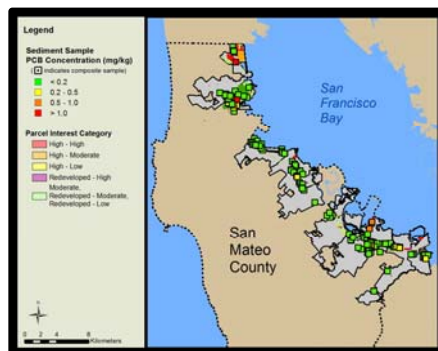 Legend
Sediment Sample
PCB Concentration (mg/kg)
( indicates composite sample)
< 0.2
0.2 - 0.5
0.5 - 1.0
> 1.0
Parcel Interest Category
High - High
High - Moderate
High - Low
Redeveloped - High
Moderate,
Redeveloped - Moderate,
Redeveloped - Low
N
0 2 4 8
Kilometers
San
Francisco
Bay
San
Mateo
County